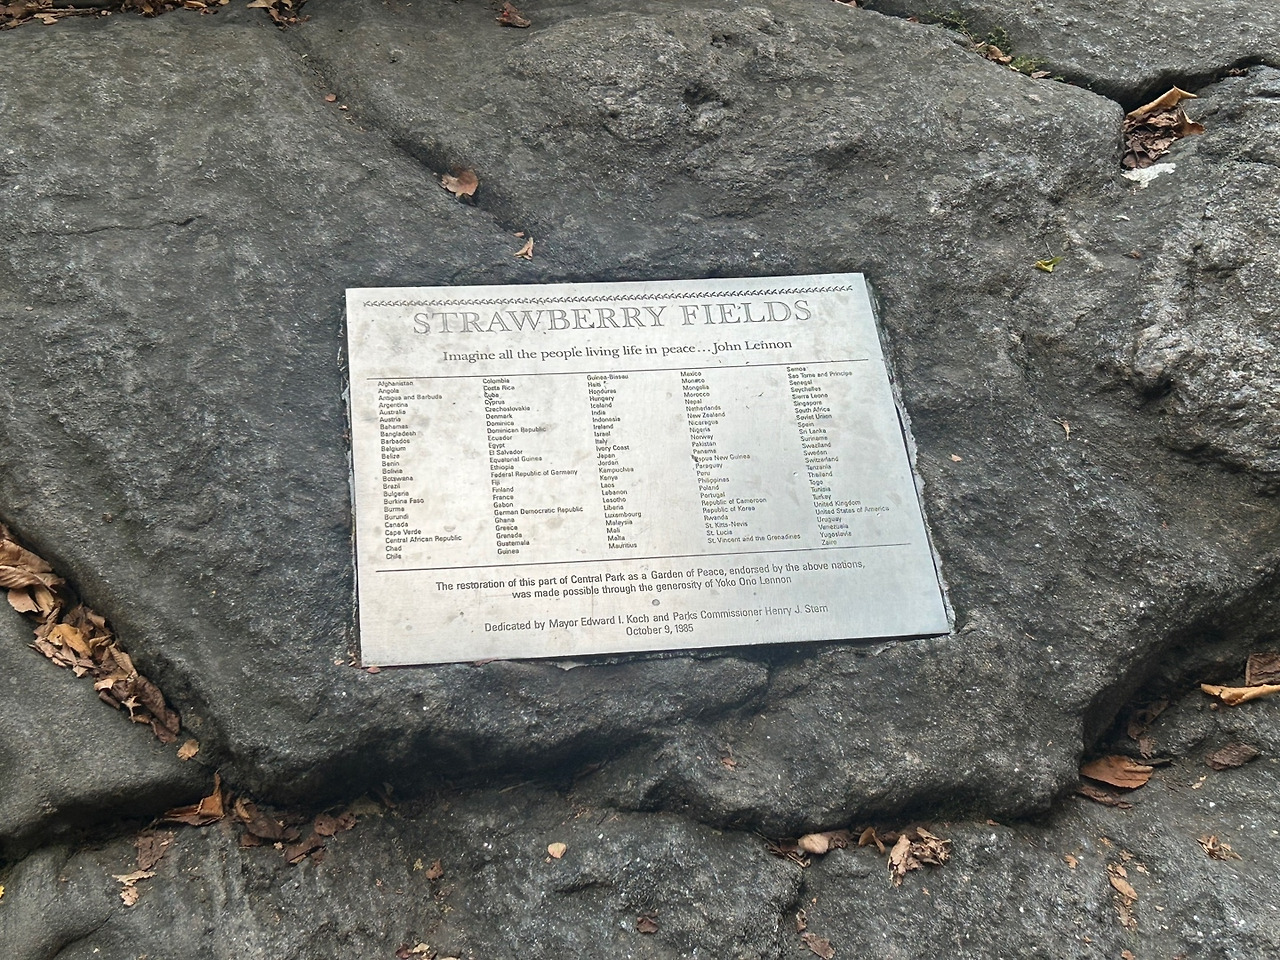 STRAWBERRY FIELDS
Imagine all the people living life in peace...John Lennon
Afghanistan
Angola
Antigua and Barbuda
Argentina
Australia
Austria
Bahamas
Bangladesh
Barbados
Belgium
Belize
Benin
Bolivia
Botswana
Brazil
Bulgaria
Burkina Faso
Burma
Burundi
Canada
Cape Verde
Central African Republic
Chad
Chile
Colombia
Costa Rica
Cuba
Cyprus
Czechoslovakia
Denmark
Dominica
Dominican Republic
Ecuador
Egypt
El Salvador
Equatorial Guinea
Ethiopia
Federal Republic of Germany
Fiji
Finland
France
Gabon
German Democratic Republic
Ghana
Greece
Grenada
Guatemala
Guinea
Guinea-Bissau
Haiti
Honduras
Hungary
Iceland
India
Indonesia
Ireland
Israel
Italy
Ivory Coast
Japan
Jordan
Kampuchea
Kenya
Laos
Lebanon
Lesotho
Liberia
Luxembourg
Malaysia
Mali
Malta
Mauritius
Mexico
Monaco
Mongolia
Morocco
Nepal
Netherlands
New Zealand
Nicaragua
Nigeria
Norway
Pakistan
Panama
Papua New Guinea
Paraguay
Peru
Philippines
Poland
Portugal
Republic of Cameroon
Republic of Korea
Rwanda
St. Kitts-Nevis
St. Lucia
St. Vincent and the Grenadines
Samoa
Sao Tome and Principe
Senegal
Seychelles
Sierra Leone
Singapore
South Africa
Soviet Union
Spain
Sri Lanka
Suriname
Swaziland
Sweden
Switzerland
Tanzania
Thailand
Togo
Tunisia
Turkey
United Kingdom
United States of America
Uruguay
Venezuela
Yugoslavia
Zaire
The restoration of this part of Central Park as a Garden of Peace, endorsed by the above nations,
was made possible through the generosity of Yoko Ono Lennon
Dedicated by Mayor Edward I. Koch and Parks Commissioner Henry J. Stern
October 9, 1985